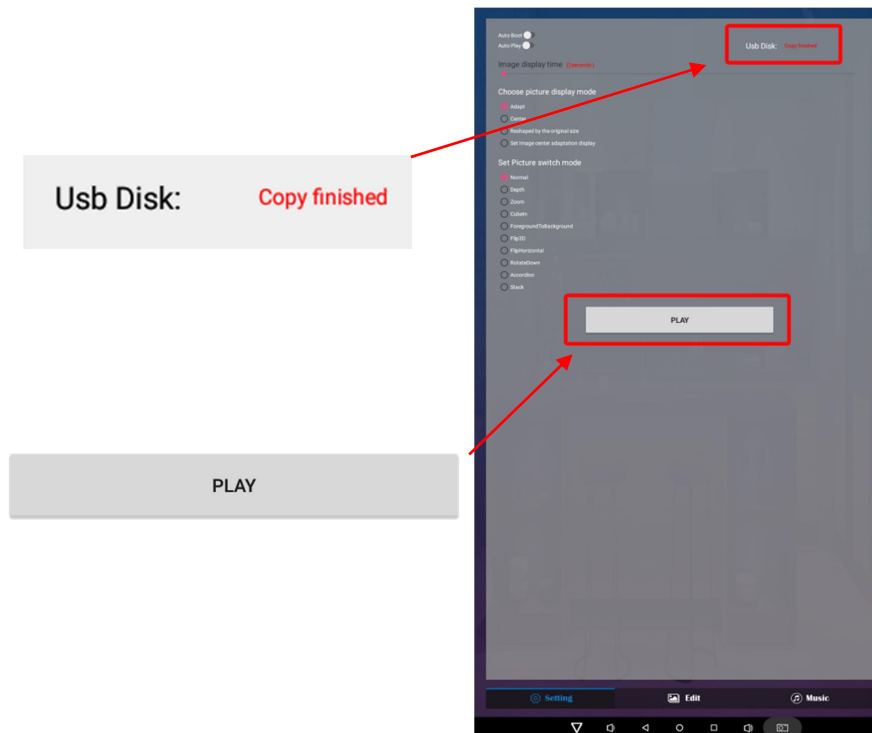 Usb Disk: Copy finished
PLAY
Auto Boot
Auto Play
Usb Disk: Copy finished
Image display time (Seconds)
Choose picture display mode
Adapt
Center
Reshaped by the original size
Set Image center adaptation display
Set Picture switch mode
Normal
Depth
Zoom
CubeIn
ForegroundToBackground
Flip3D
FlipHorizontal
RotateDown
Accordion
Stack
PLAY
Setting Edit Music